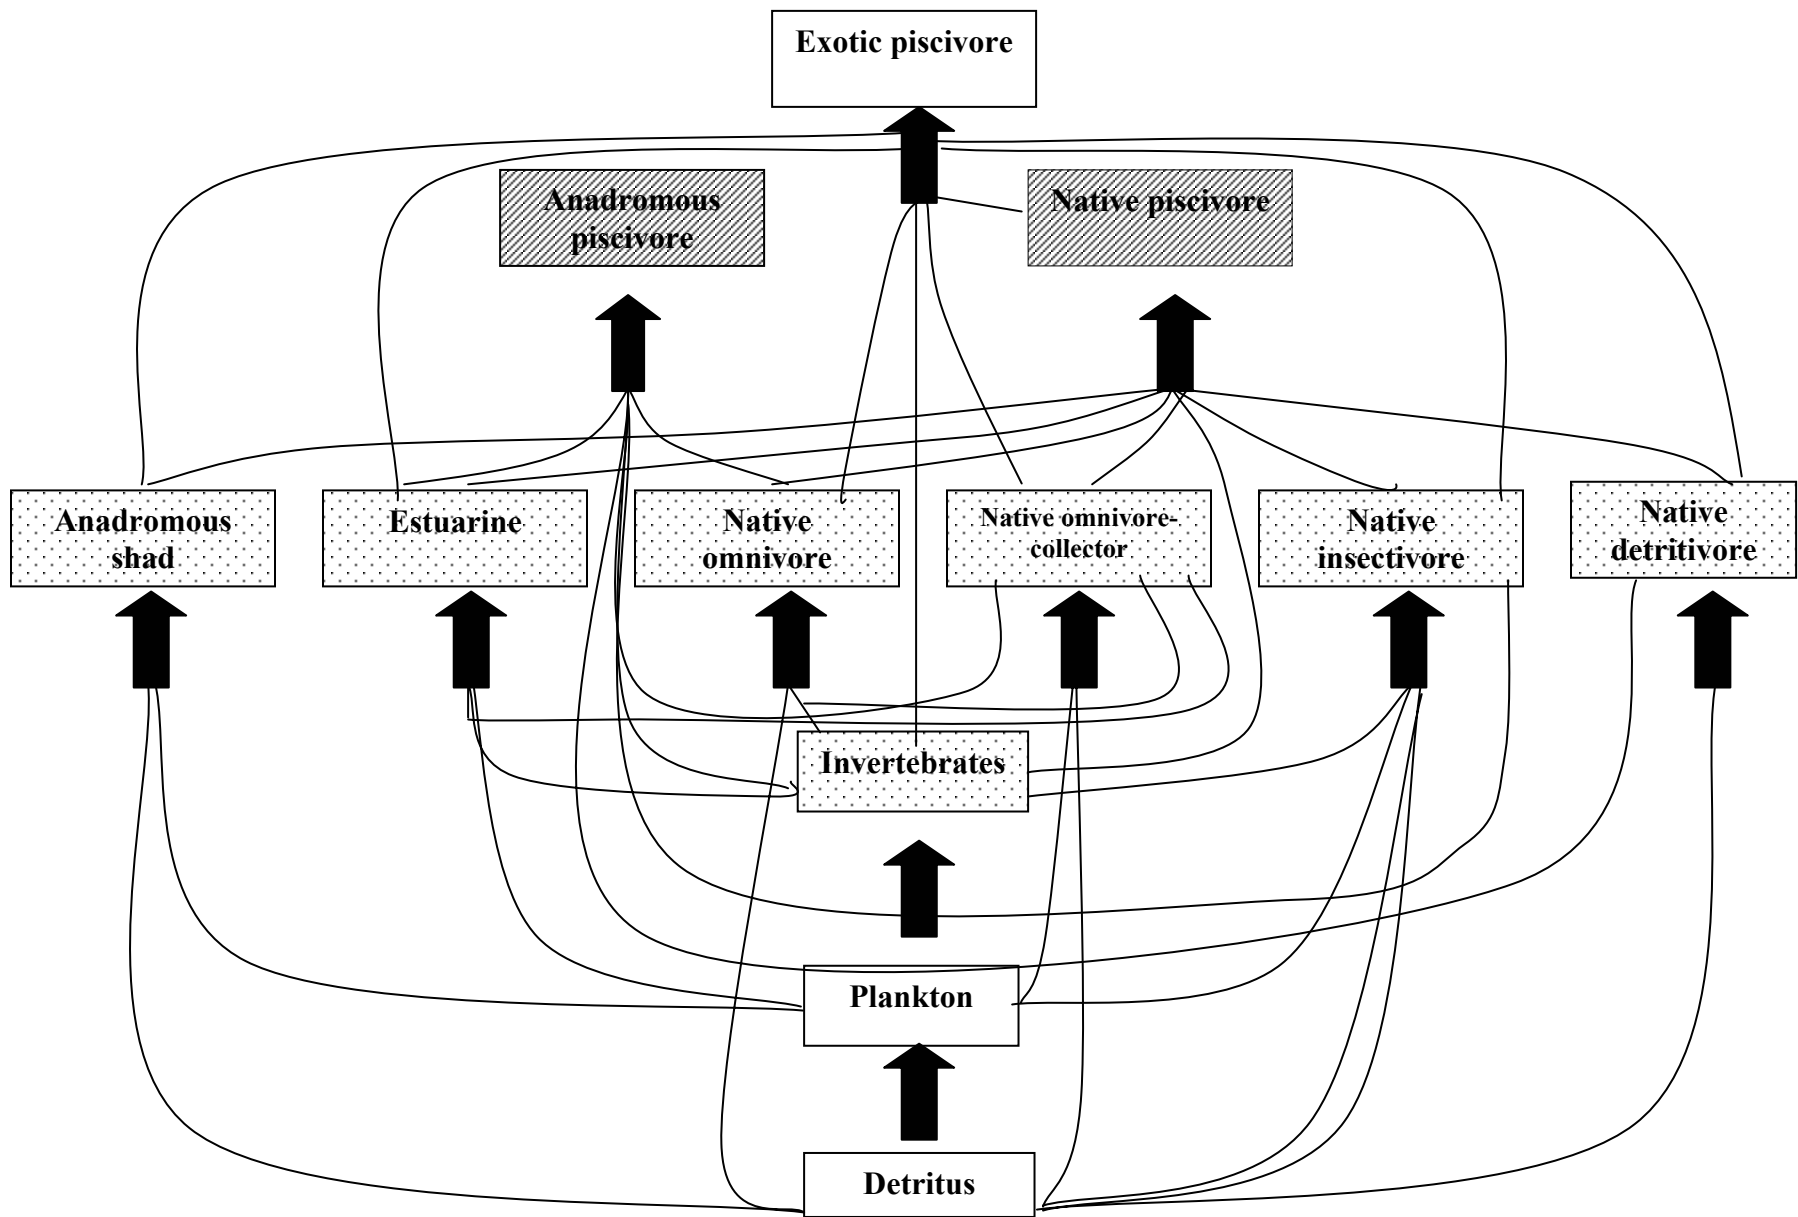 Exotic piscivore
Anadromous
piscivore
Native piscivore
Anadromous
shad
Estuarine
Native
omnivore
Native omnivore-
collector
Native
insectivore
Native
detritivore
Invertebrates
Plankton
Detritus